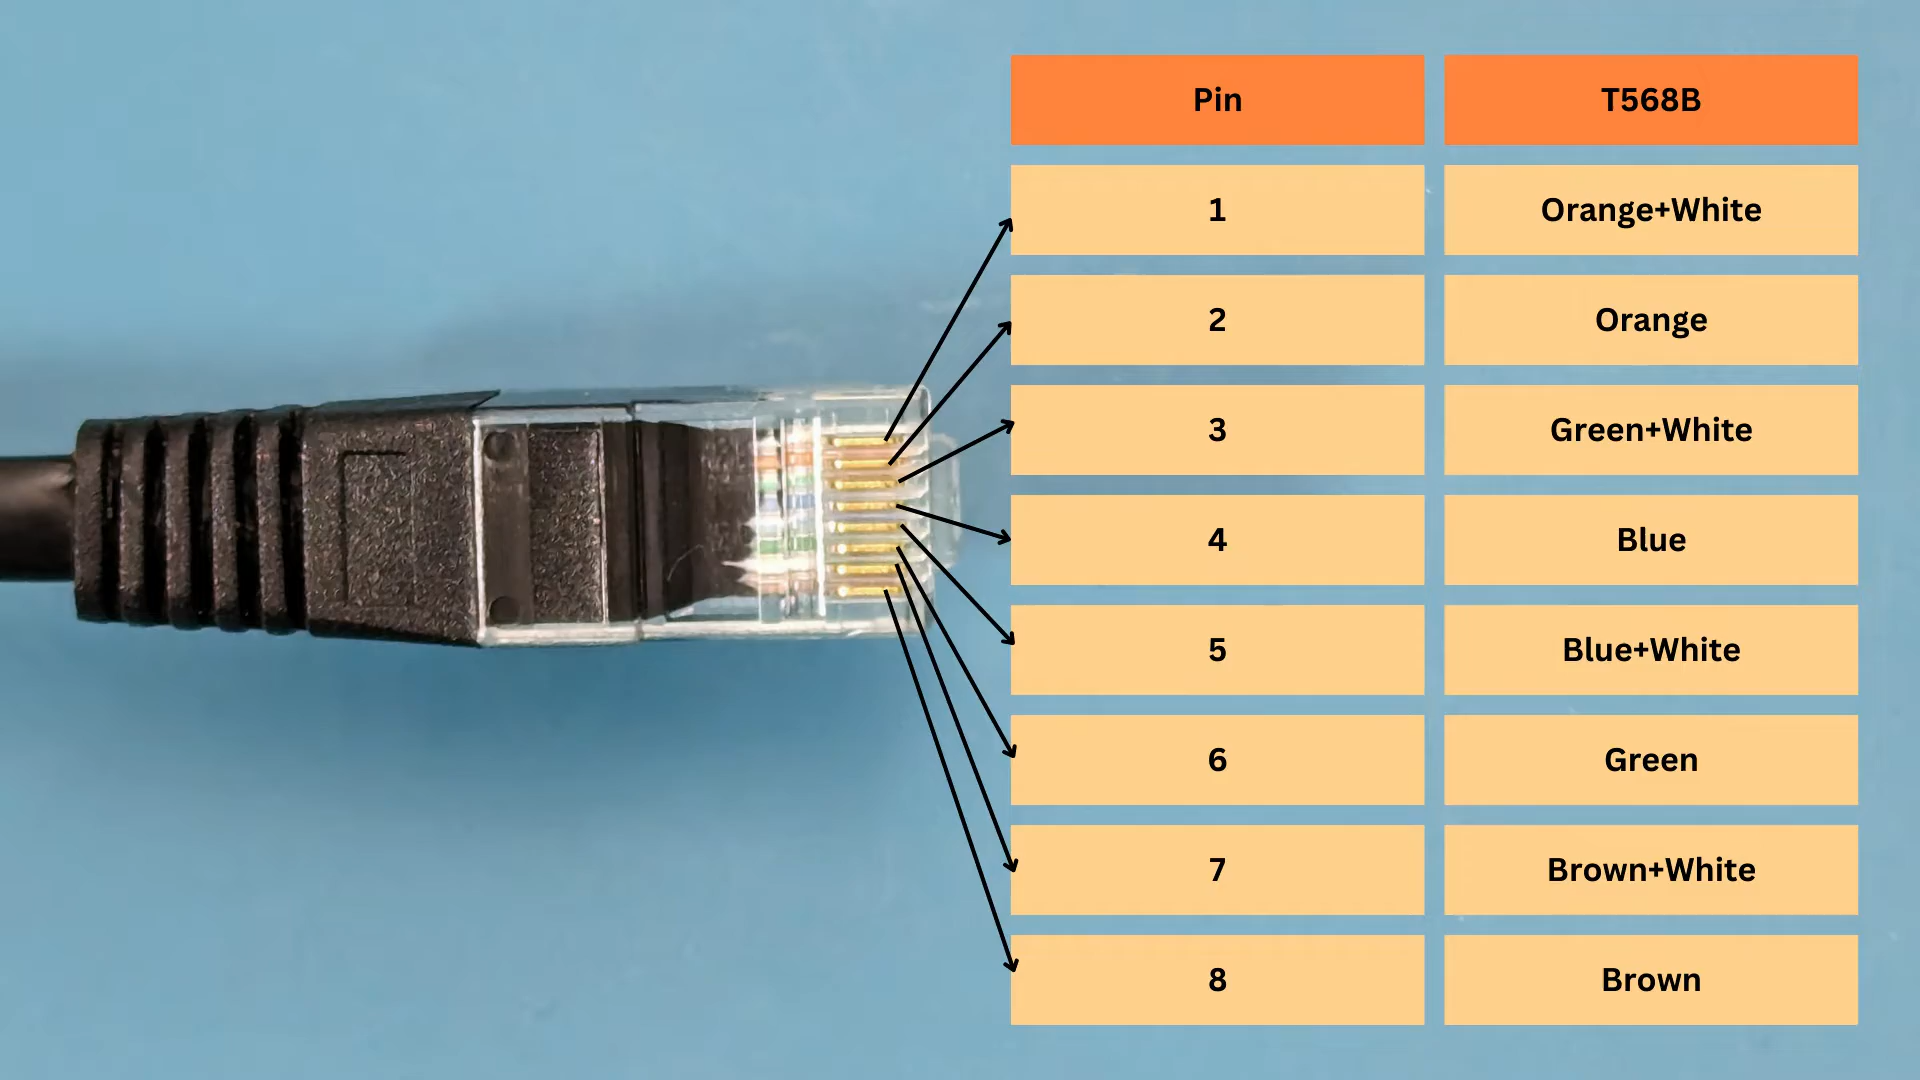 Pin T568B
1 Orange+White
2 Orange
3 Green+White
4 Blue
5 Blue+White
6 Green
7 Brown+White
8 Brown